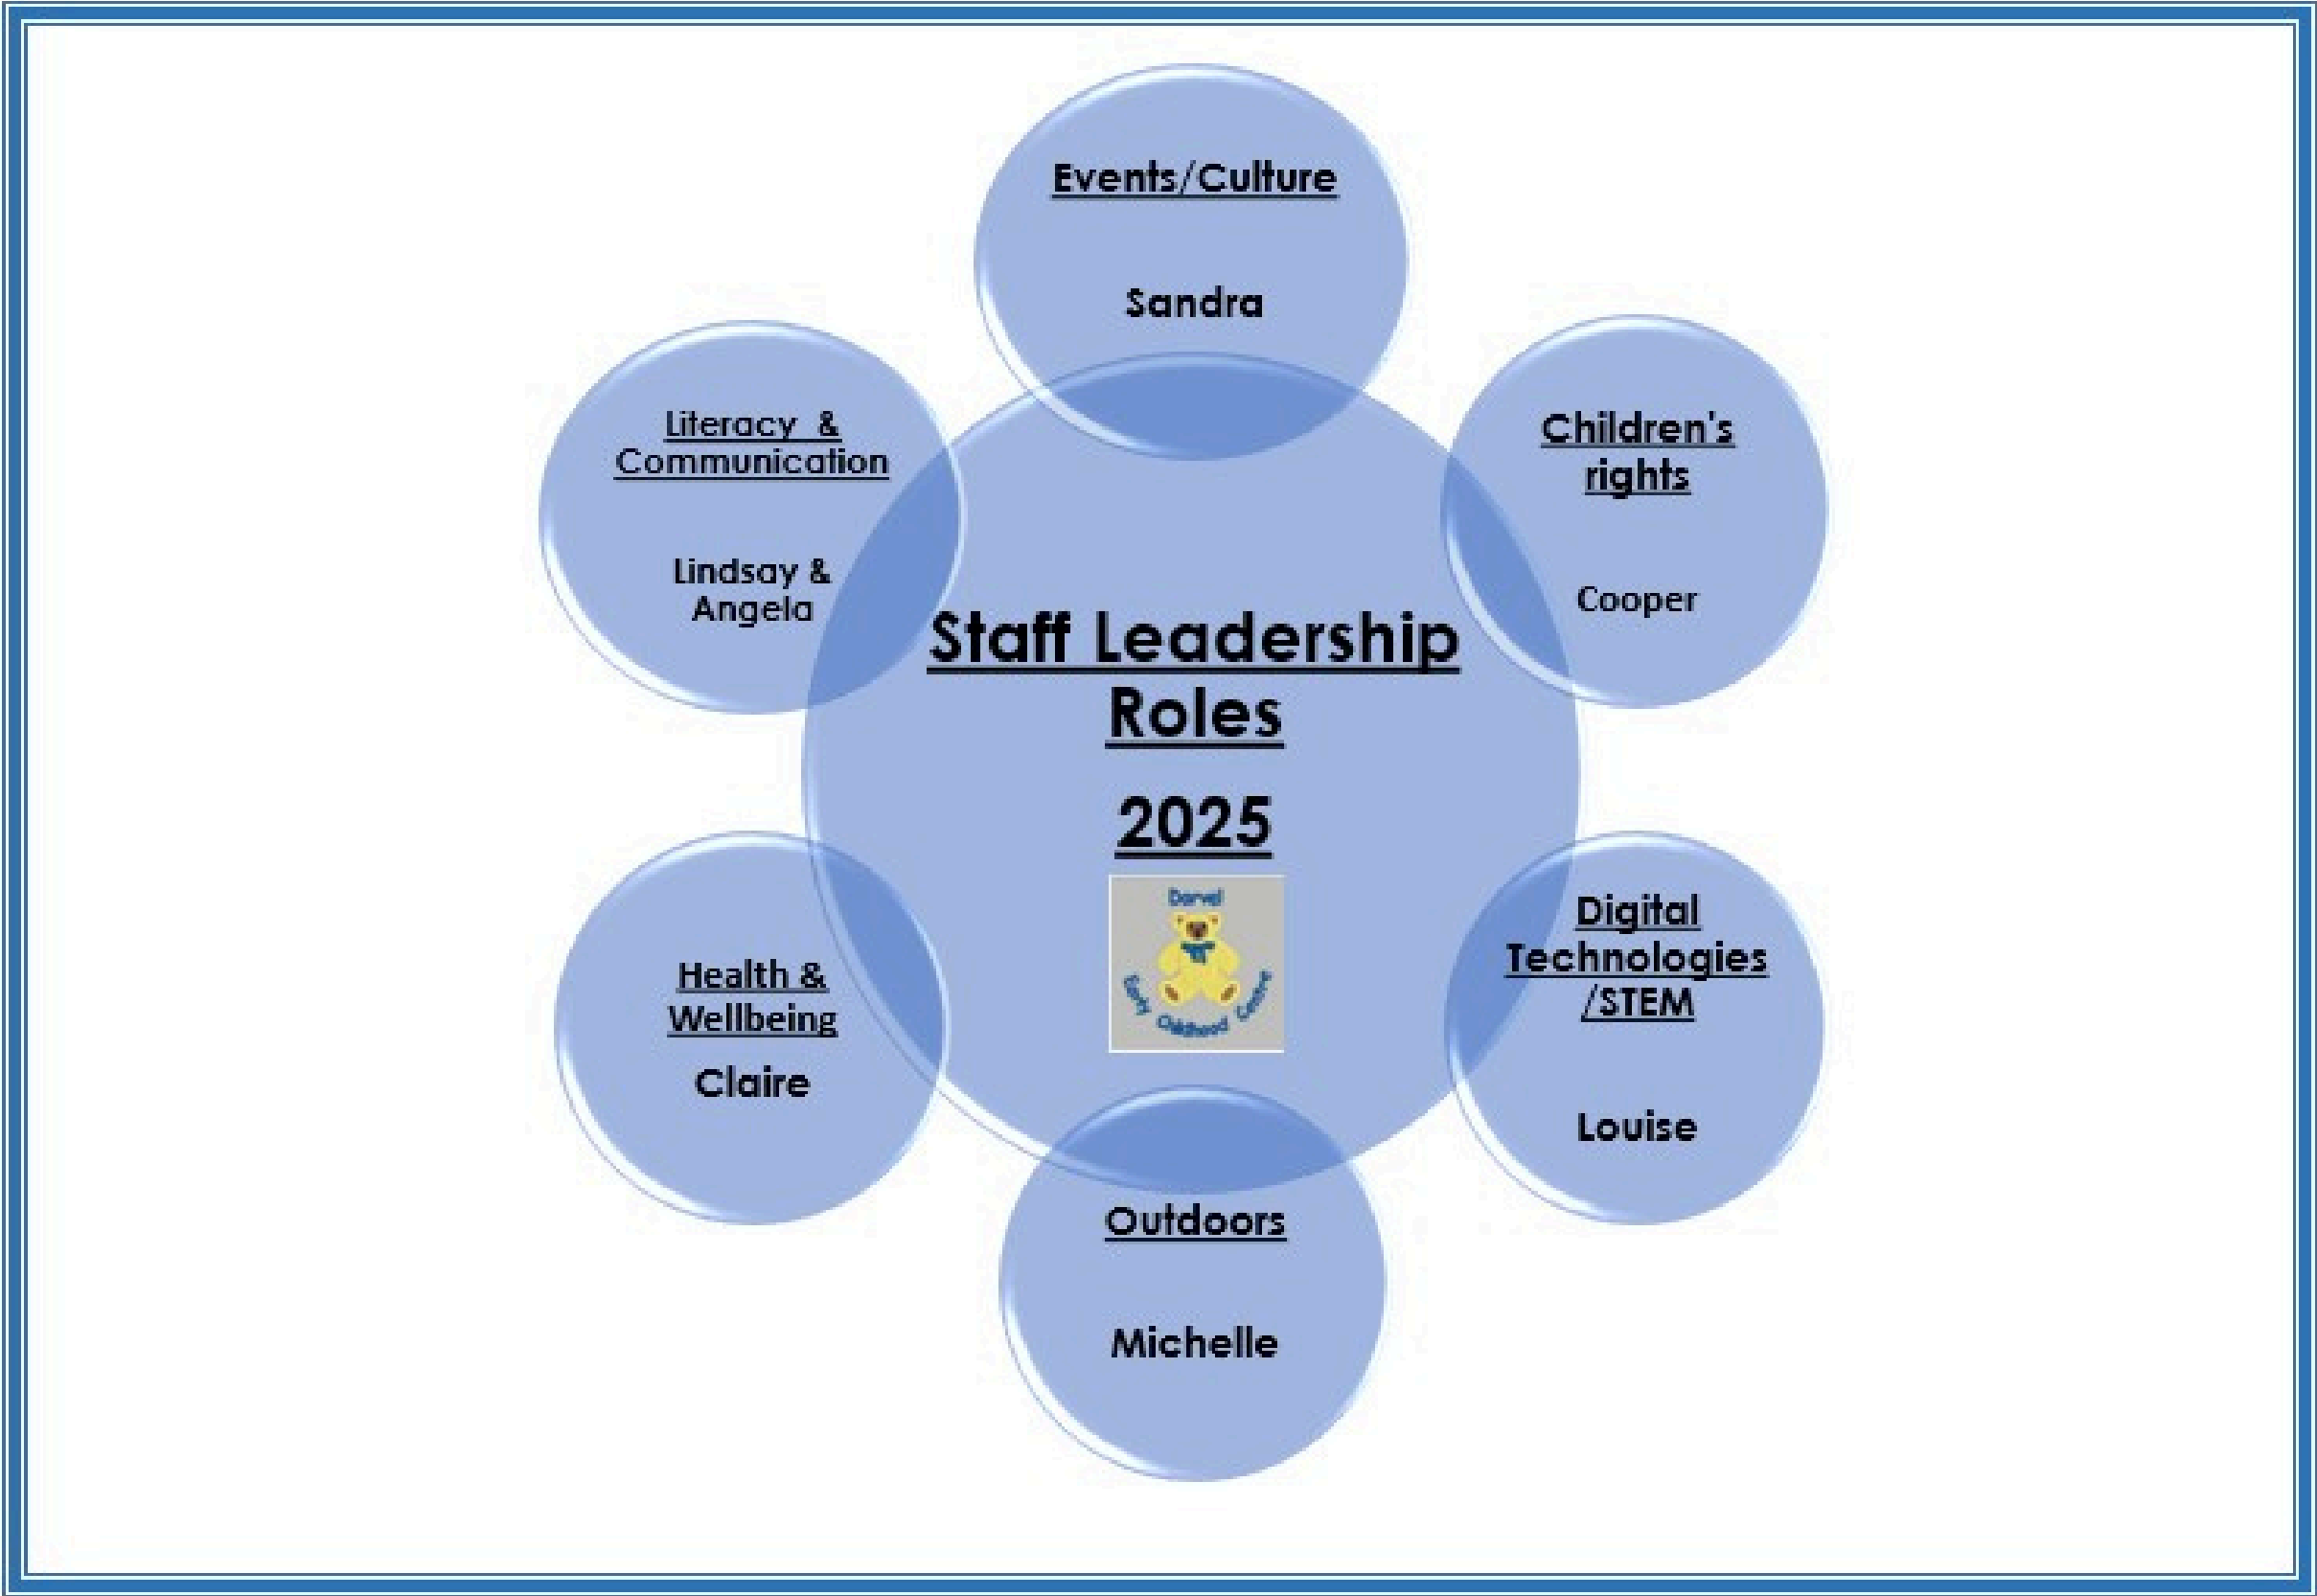 Events/Culture
Sandra
Children's
rights
Cooper
Digital
Technologies
/STEM
Louise
Outdoors
Michelle
Health &
Wellbeing
Claire
Literacy &
Communication
Lindsay &
Angela
Staff Leadership
Roles
2025
Darvel
Early Childhood Centre